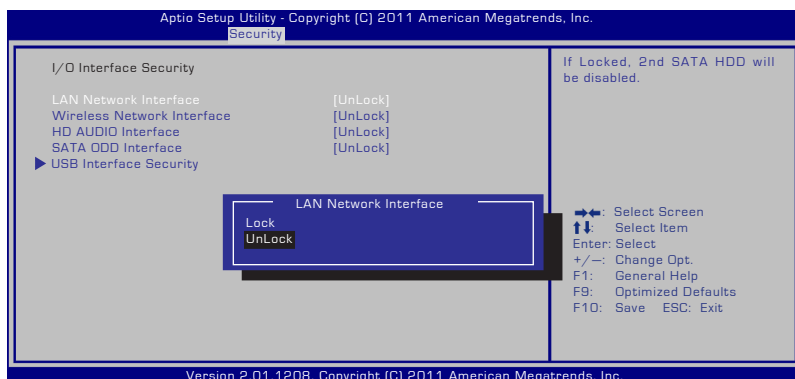 Aptio Setup Utility - Copyright (C) 2011 American Megatrends, Inc.
Security
I/O Interface Security
LAN Network Interface [UnLock]
Wireless Network Interface [UnLock]
HD AUDIO Interface [UnLock]
SATA ODD Interface [UnLock]
USB Interface Security
If Locked, 2nd SATA HDD will
be disabled.
LAN Network Interface
Lock
UnLock
→←: Select Screen
↑↓: Select Item
Enter: Select
+/—: Change Opt.
F1: General Help
F9: Optimized Defaults
F10: Save ESC: Exit
Version 2.01.1208. Copyright (C) 2011 American Megatrends, Inc.